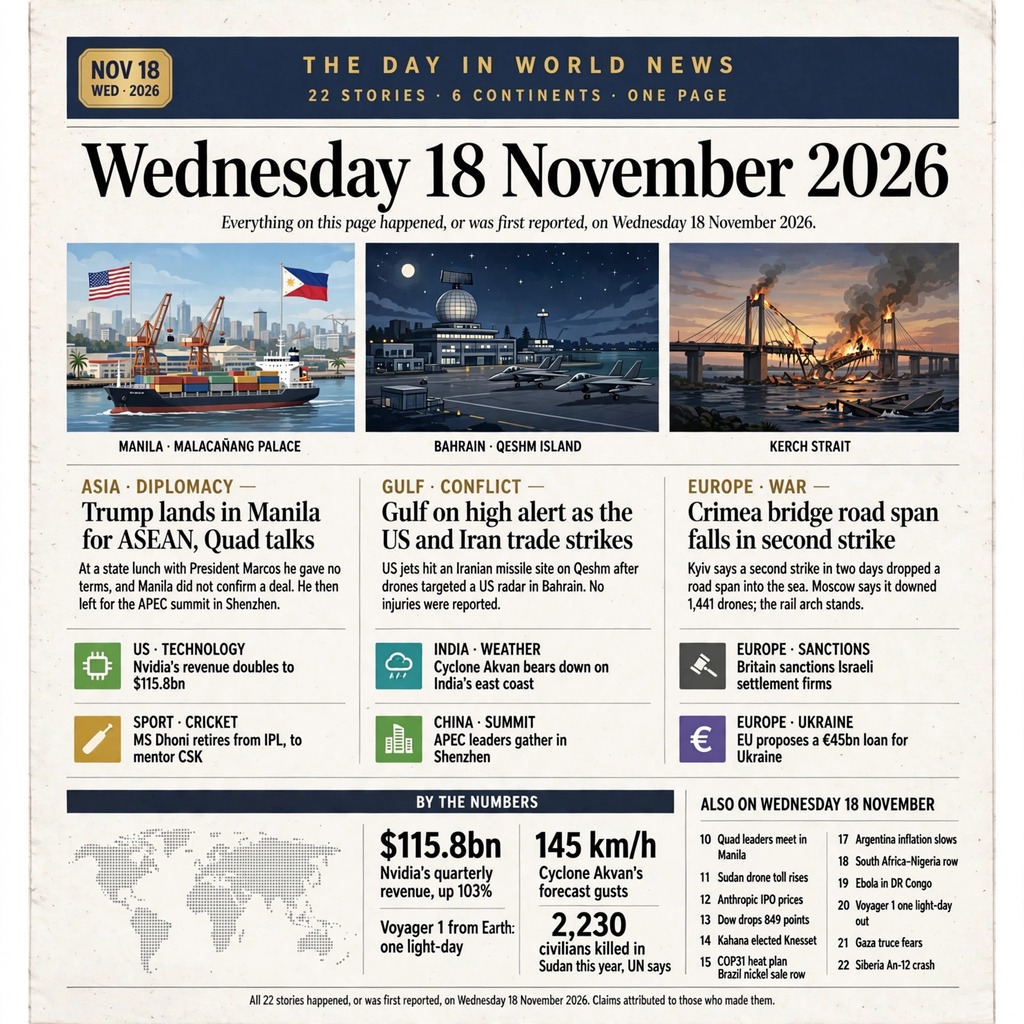 NOV 18
WED · 2026
THE DAY IN WORLD NEWS
22 STORIES · 6 CONTINENTS · ONE PAGE
Wednesday 18 November 2026
Everything on this page happened, or was first reported, on Wednesday 18 November 2026.
MANILA · MALACAÑANG PALACE
BAHRAIN · QESHM ISLAND
KERCH STRAIT
ASIA · DIPLOMACY —
Trump lands in Manila
for ASEAN, Quad talks
At a state lunch with President Marcos he gave no
terms, and Manila did not confirm a deal. He then
left for the APEC summit in Shenzhen.
GULF · CONFLICT —
Gulf on high alert as the
US and Iran trade strikes
US jets hit an Iranian missile site on Qeshm after
drones targeted a US radar in Bahrain. No
injuries were reported.
EUROPE · WAR —
Crimea bridge road span
falls in second strike
Kyiv says a second strike in two days dropped a
road span into the sea. Moscow says it downed
1,441 drones; the rail arch stands.
US · TECHNOLOGY
Nvidia's revenue doubles to
$115.8bn
INDIA · WEATHER
Cyclone Akvan bears down on
India's east coast
EUROPE · SANCTIONS
Britain sanctions Israeli
settlement firms
SPORT · CRICKET
MS Dhoni retires from IPL, to
mentor CSK
CHINA · SUMMIT
APEC leaders gather in
Shenzhen
EUROPE · UKRAINE
EU proposes a €45bn loan for
Ukraine
BY THE NUMBERS
$115.8bn
Nvidia's quarterly
revenue, up 103%
Voyager 1 from Earth:
one light-day
145 km/h
Cyclone Akvan's
forecast gusts
2,230
civilians killed in
Sudan this year, UN says
ALSO ON WEDNESDAY 18 NOVEMBER
10 Quad leaders meet in
Manila
11 Sudan drone toll rises
12 Anthropic IPO prices
13 Dow drops 849 points
14 Kahana elected Knesset
15 COP31 heat plan
Brazil nickel sale row
17 Argentina inflation slows
18 South Africa–Nigeria row
19 Ebola in DR Congo
20 Voyager 1 one light-day
out
21 Gaza truce fears
22 Siberia An-12 crash
All 22 stories happened, or was first reported, on Wednesday 18 November 2026. Claims attributed to those who made them.